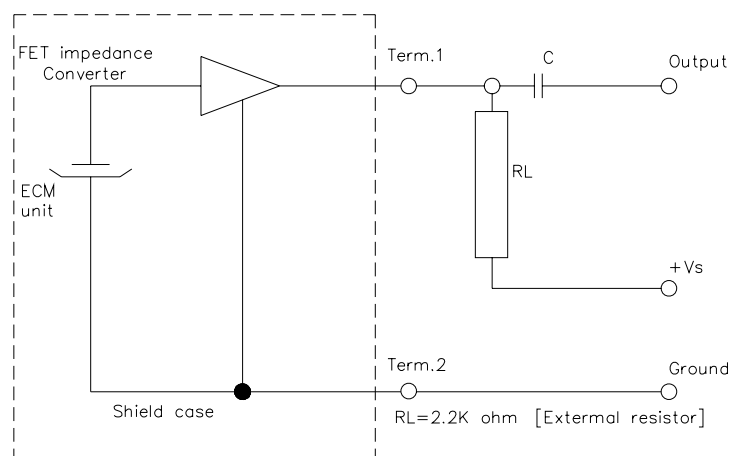 FET impedance
Converter
Term.1
C
Output
RL
ECM
unit
+Vs
Term.2
Ground
Shield case
RL=2.2K ohm [Extermal resistor]